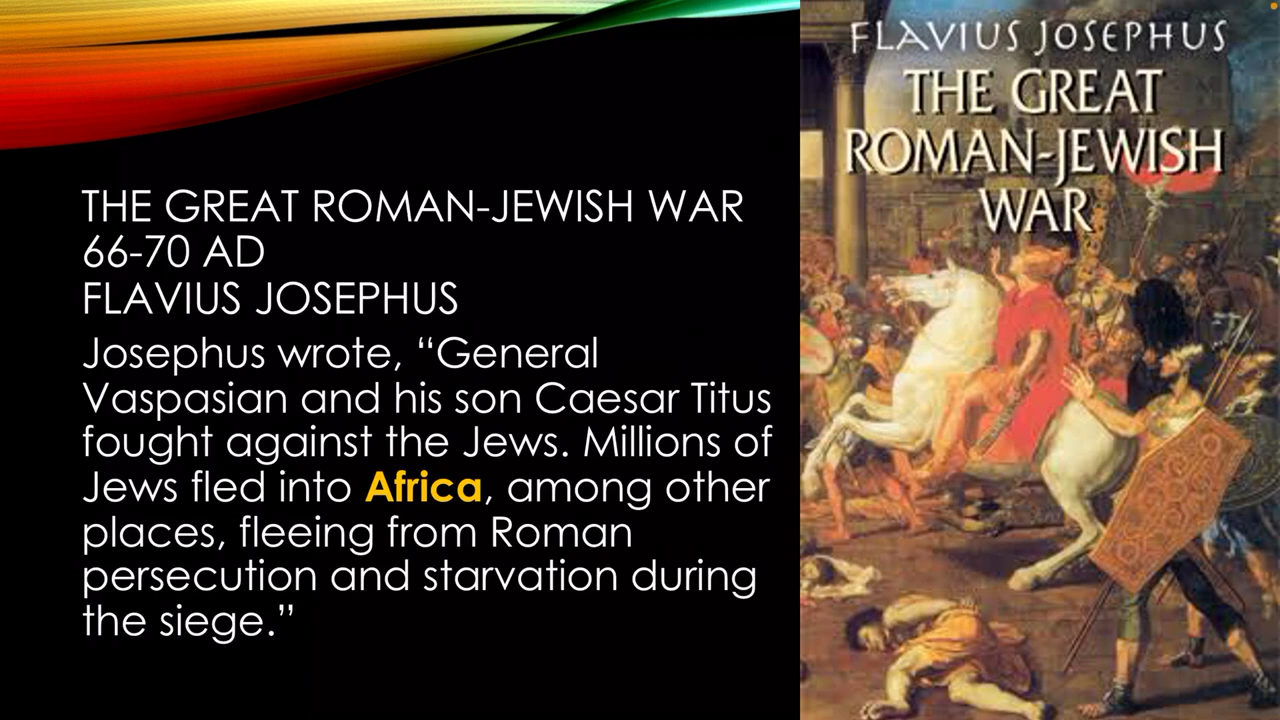 THE GREAT ROMAN-JEWISH WAR
66-70 AD
FLAVIUS JOSEPHUS
Josephus wrote, “General
Vaspasian and his son Caesar Titus
fought against the Jews. Millions of
Jews fled into Africa, among other
places, fleeing from Roman
persecution and starvation during
the siege.”
FLAVIUS JOSEPHUS
THE GREAT
ROMAN-JEWISH
WAR